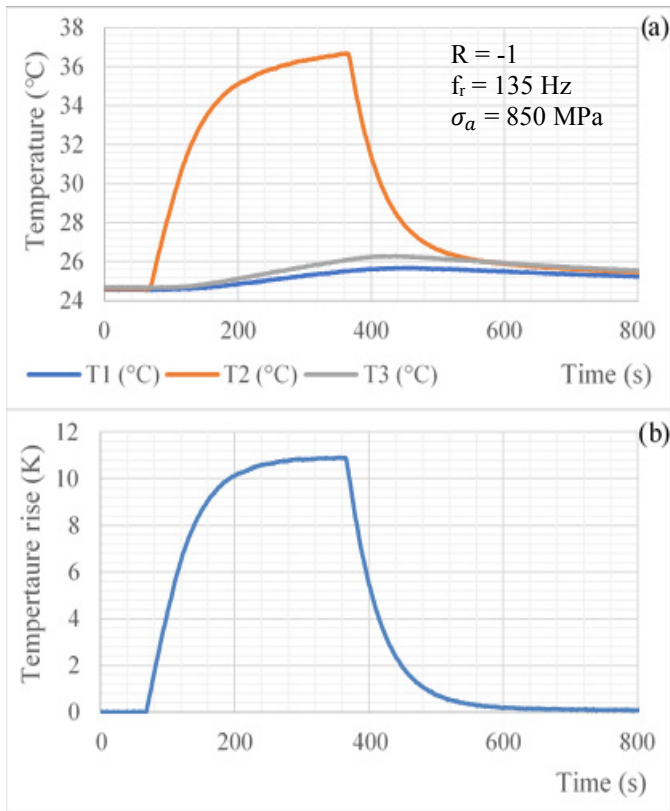 (a)
R = -1
fᵣ = 135 Hz
𝜎ₐ = 850 MPa
Temperature (°C)
38
36
34
32
30
28
26
24
0 200 400 600 800
T1 (°C) T2 (°C) T3 (°C) Time (s)
(b)
Tempertaure rise (K)
12
10
8
6
4
2
0
0 200 400 600 800
Time (s)